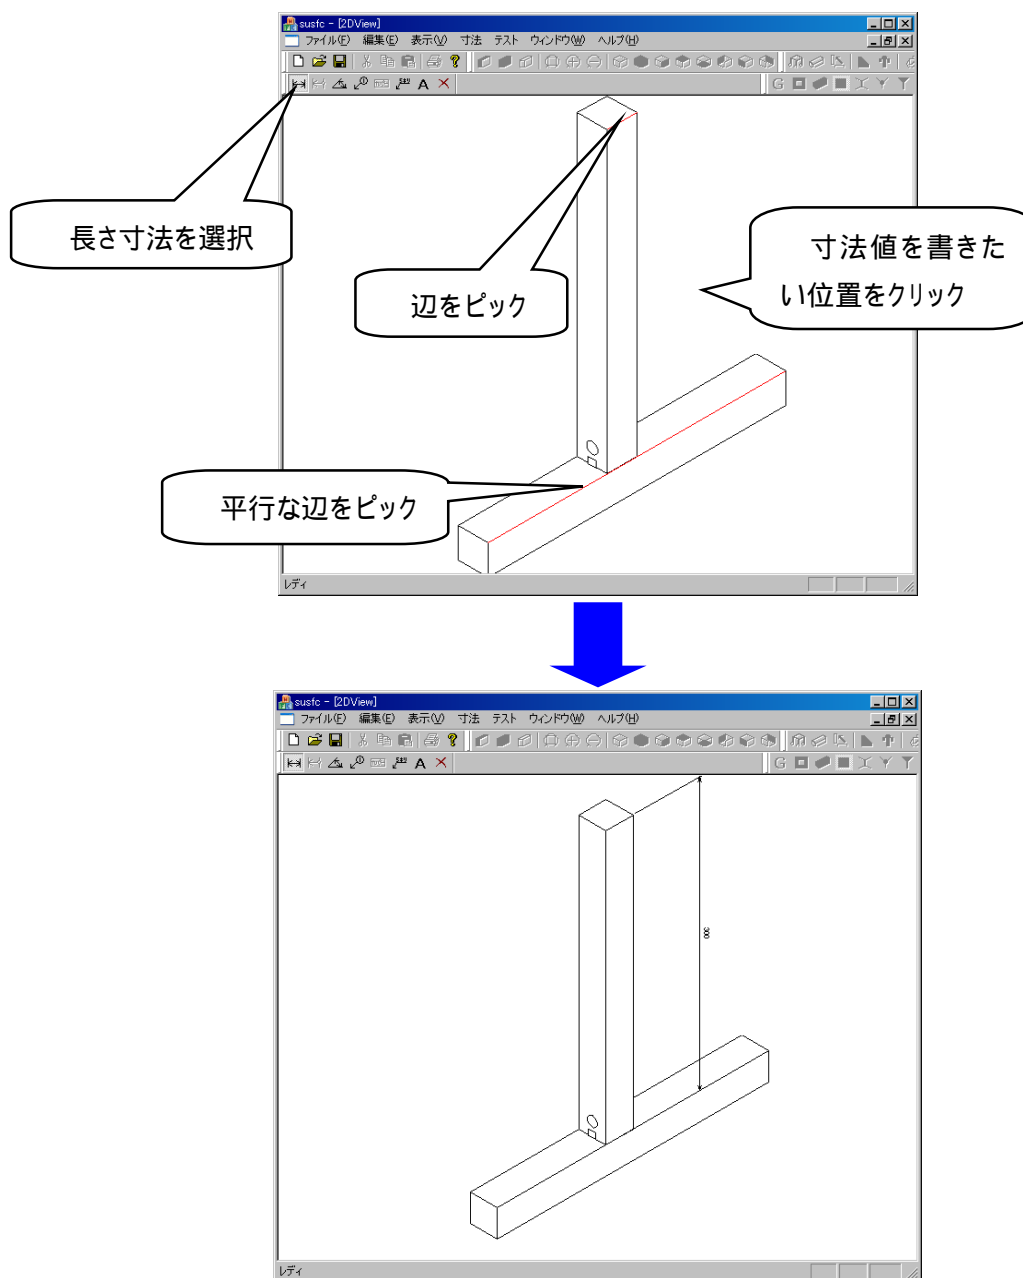 susfc - [2DView]
ファイル(F) 編集(E) 表示(V) 寸法 テスト ウィンドウ(W) ヘルプ(H)
長さ寸法を選択
辺をピック
寸法値を書きた
い位置をクリック
平行な辺をピック
レディ
susfc - [2DView]
ファイル(F) 編集(E) 表示(V) 寸法 テスト ウィンドウ(W) ヘルプ(H)
レディ